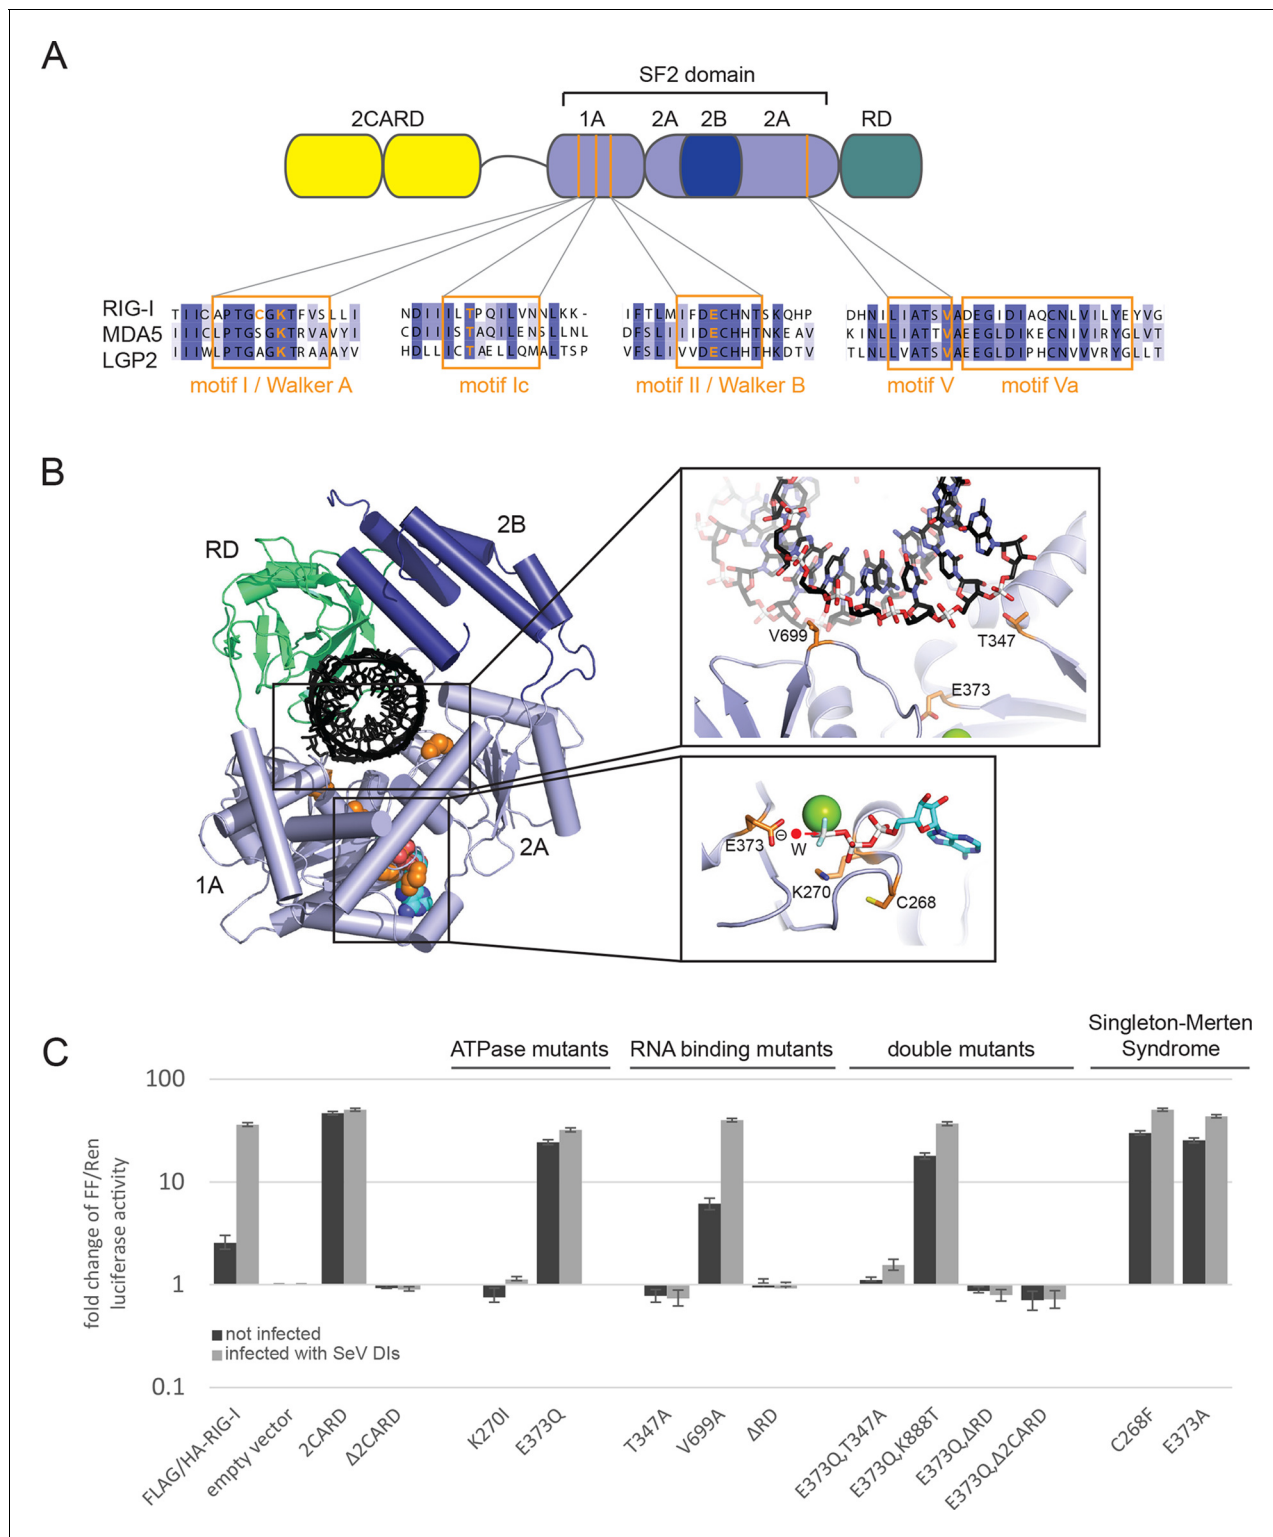 A
SF2 domain
2CARD
1A
2A
2B
2A
RD
RIG-I
MDA5
LGP2
TIICAPTGCGKTFVSLLI
IIICLPTGSGKTRVAVYI
IIIWLPTGAGKTRAAAYV
NDIIILTPQILVNNLKK-
CDIIISTAQILENSLLNL
HDLLICTAELLQMALTSP
IFTLMIFDECHNTSKQHP
DFSLIIIDECHHTNKEAV
VFSLIVVDECHHTHKDTV
DHNILIATSVADEGIDIAQCNLVILYEYVG
KINLLIATTVAEEGLDIKECNIVIRYGLVT
TLNLLVATSVAEEGLDIPHCNVVVRYGLLT
motif I / Walker A
motif Ic
motif II / Walker B
motif V
motif Va
B
RD
2B
1A
2A
V699
T347
E373
E373
W
K270
C268
C
ATPase mutants
RNA binding mutants
double mutants
Singleton-Merten
Syndrome
fold change of FF/Ren
luciferase activity
100
10
1
0.1
not infected
infected with SeV DIs
FLAG/HA-RIG-I
empty vector
2CARD
Δ2CARD
K270I
E373Q
T347A
V699A
ΔRD
E373Q,T347A
E373Q,K888T
E373Q,ΔRD
E373Q,Δ2CARD
C268F
E373A